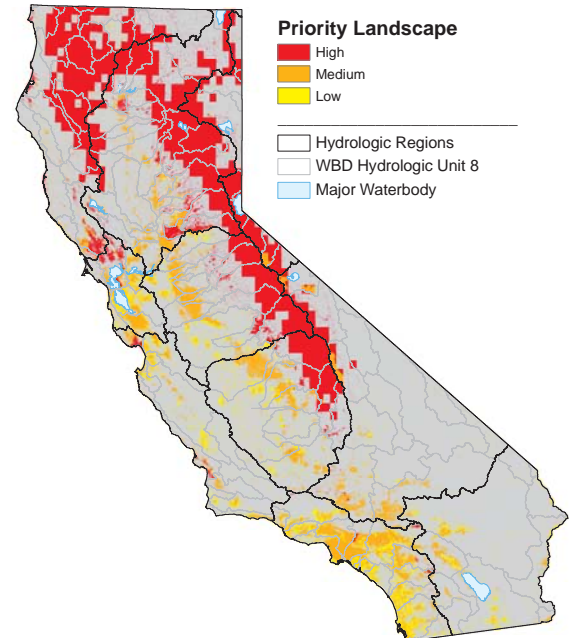 Priority Landscape
High
Medium
Low
Hydrologic Regions
WBD Hydrologic Unit 8
Major Waterbody